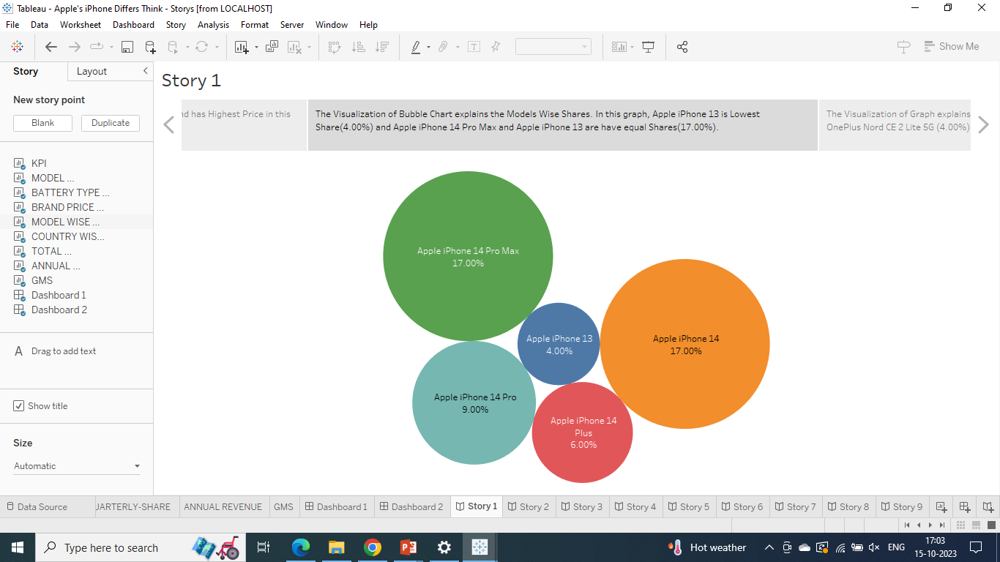 Tableau - Apple's iPhone Differs Think - Storys [from LOCALHOST]
File Data Worksheet Dashboard Story Analysis Format Server Window Help
Show Me
Story Layout
New story point
Blank Duplicate
KPI
MODEL ...
BATTERY TYPE ...
BRAND PRICE ...
MODEL WISE ...
COUNTRY WIS...
TOTAL ...
ANNUAL ...
GMS
Dashboard 1
Dashboard 2
A Drag to add text
Show title
Size
Automatic
Story 1
nd has Highest Price in this
The Visualization of Bubble Chart explains the Models Wise Shares. In this graph, Apple iPhone 13 is Lowest
Share(4.00%) and Apple iPhone 14 Pro Max and Apple iPhone 13 are have equal Shares(17.00%).
The Visualization of Graph explains
OnePlus Nord CE 2 Lite 5G (4.00%)
Apple iPhone 14 Pro Max
17.00%
Apple iPhone 13
4.00%
Apple iPhone 14
17.00%
Apple iPhone 14 Pro
9.00%
Apple iPhone 14
Plus
6.00%
Data Source JARTERLY-SHARE ANNUAL REVENUE GMS Dashboard 1 Dashboard 2 Story 1 Story 2 Story 3 Story 4 Story 5 Story 6 Story 7 Story 8 Story 9
Type here to search
Hot weather
ENG
17:03
15-10-2023